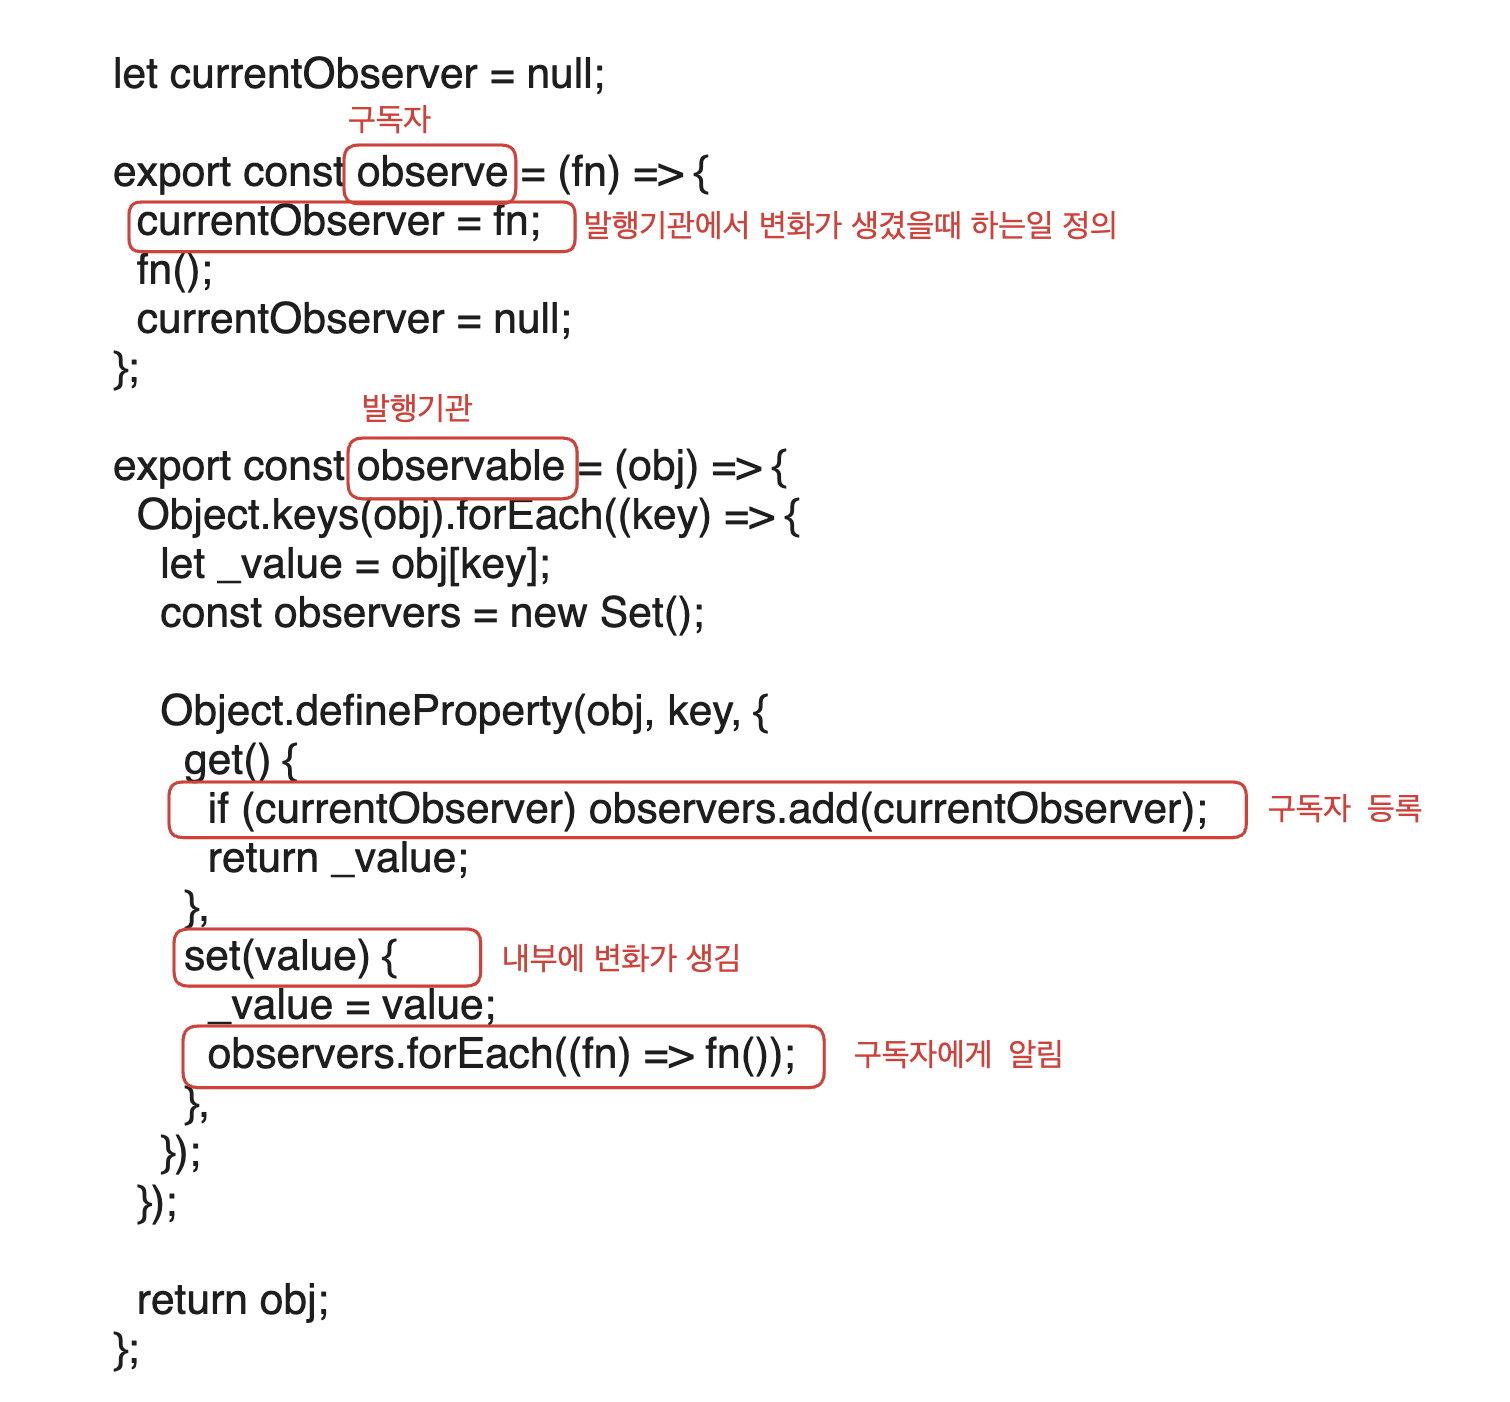 let currentObserver = null;
구독자
export const observe = (fn) => {
currentObserver = fn; 발행기관에서 변화가 생겼을때 하는일 정의
fn();
currentObserver = null;
};
발행기관
export const observable = (obj) => {
Object.keys(obj).forEach((key) => {
let _value = obj[key];
const observers = new Set();
Object.defineProperty(obj, key, {
get() {
if (currentObserver) observers.add(currentObserver); 구독자 등록
return _value;
},
set(value) { 내부에 변화가 생김
_value = value;
observers.forEach((fn) => fn()); 구독자에게 알림
},
});
});
return obj;
};